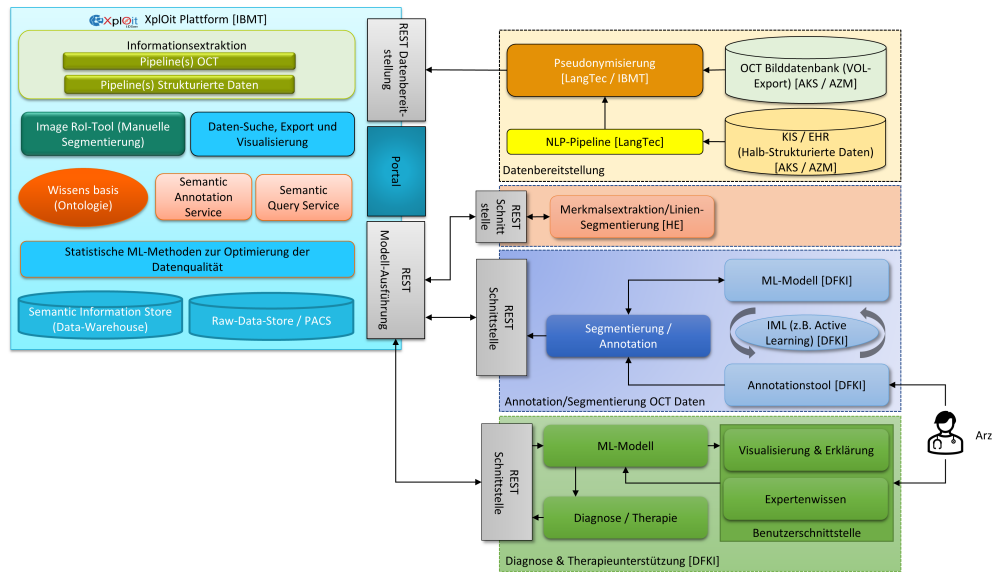 XplOit XplOit Plattform [IBMT]
Informationsextraktion
Pipeline(s) OCT
Pipeline(s) Strukturierte Daten
Image RoI-Tool (Manuelle
Segmentierung)
Daten-Suche, Export und
Visualisierung
Wissens basis
(Ontologie)
Semantic
Annotation
Service
Semantic
Query Service
Statistische ML-Methoden zur Optimierung der
Datenqualität
Semantic Information Store
(Data-Warehouse)
Raw-Data-Store / PACS
REST Datenbereit-
stellung
Portal
REST
Modell-Ausführung
Pseudonymisierung
[LangTec / IBMT]
OCT Bilddatenbank (VOL-
Export) [AKS / AZM]
NLP-Pipeline [LangTec]
KIS / EHR
(Halb-Strukturierte Daten)
[AKS / AZM]
Datenbereitstellung
REST
Schnitt
stelle
Merkmalsextraktion/Linien-
Segmentierung [HE]
REST
Schnittstelle
ML-Modell [DFKI]
Segmentierung /
Annotation
IML (z.B. Active
Learning) [DFKI]
Annotationstool [DFKI]
Annotation/Segmentierung OCT Daten
Arz
REST
Schnittstelle
ML-Modell
Visualisierung & Erklärung
Expertenwissen
Diagnose / Therapie
Benutzerschnittstelle
Diagnose & Therapieunterstützung [DFKI]